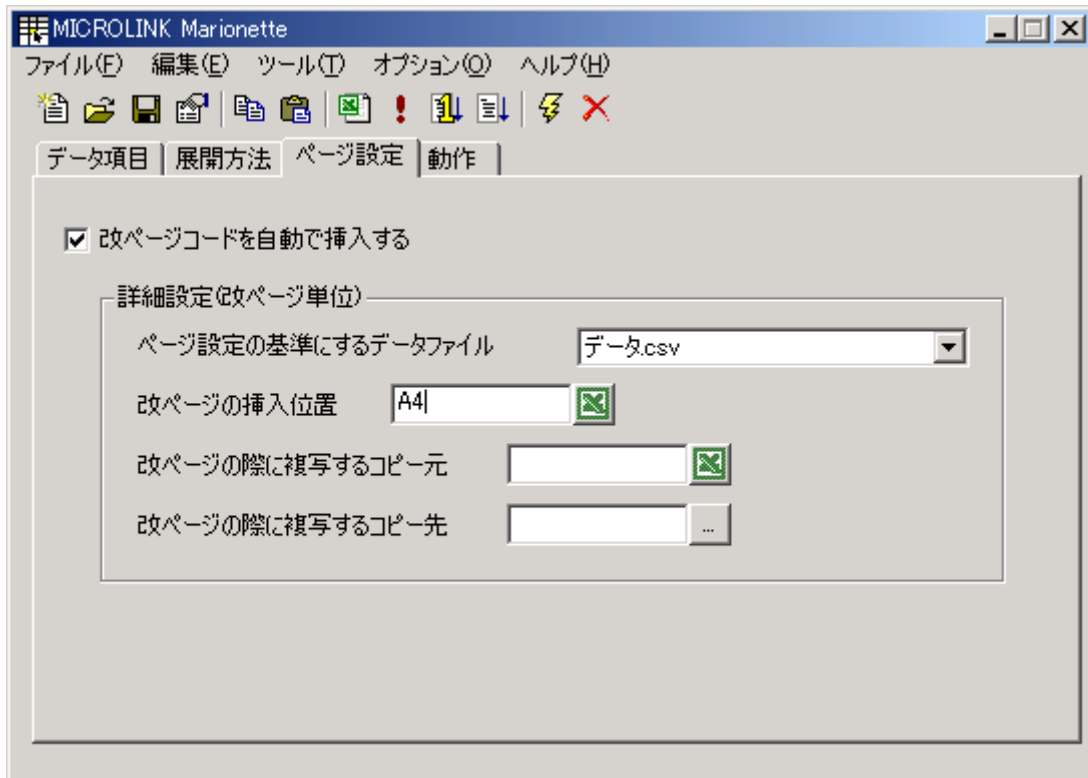 MICROLINK Marionette
ファイル(F) 編集(E) ツール(T) オプション(O) ヘルプ(H)
データ項目 展開方法 ページ設定 動作
改ページコードを自動で挿入する
詳細設定(改ページ単位)
ページ設定の基準にするデータファイル データ.csv
改ページの挿入位置 A4
改ページの際に複写するコピー元
改ページの際に複写するコピー先 ...